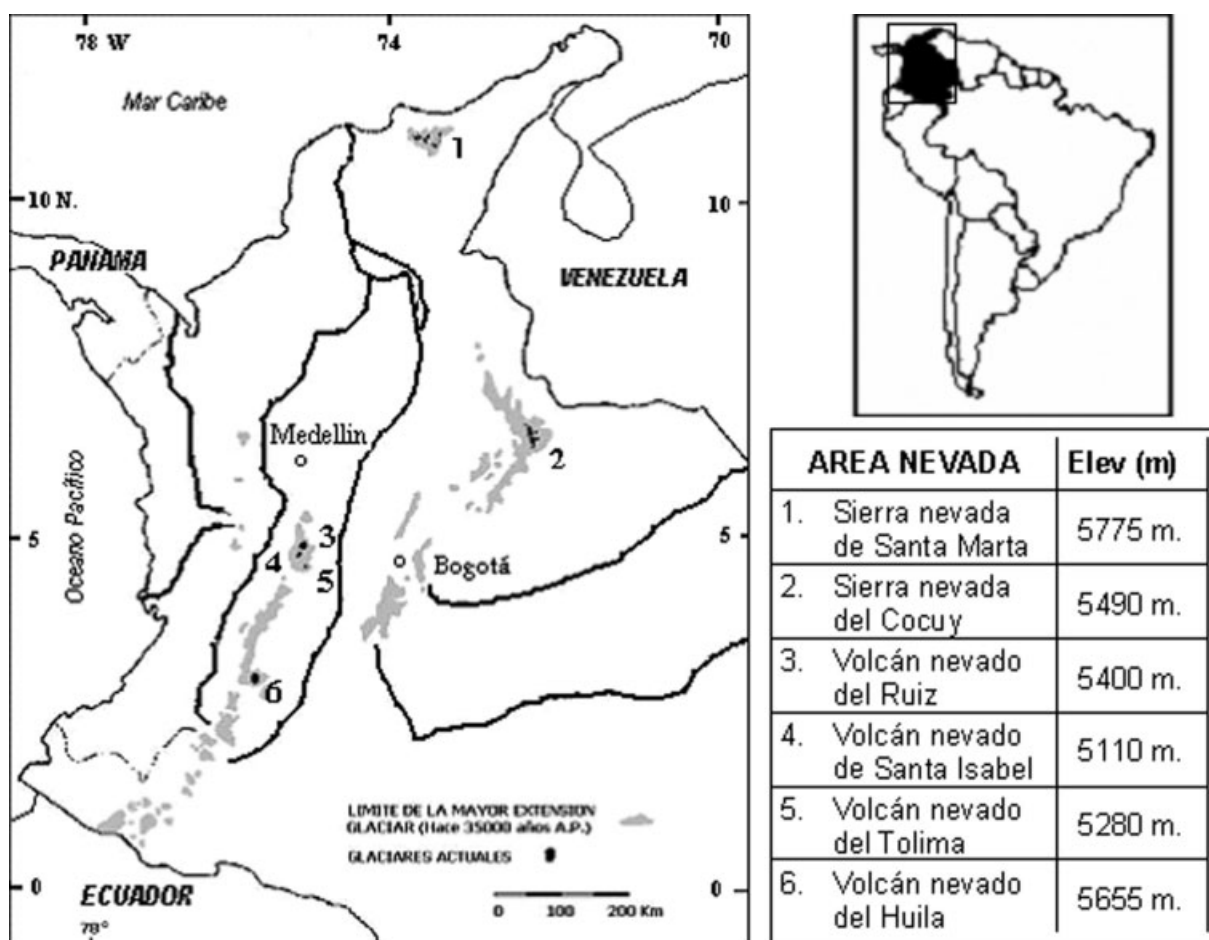 78 W
74
70
Mar Caribe
1
10 N.
10
PANAMA
VENEZUELA
Medellin
2
Oceano Pacífico
5
3
5
4
Bogotá
5
6
LIMITE DE LA MAYOR EXTENSION
GLACIAR (Hace 35000 años A.P.)
GLACIARES ACTUALES
0
0
ECUADOR
0 100 200 Km
78°
AREA NEVADA Elev (m)
1. Sierra nevada
de Santa Marta 5775 m.
2. Sierra nevada
del Cocuy 5490 m.
3. Volcán nevado
del Ruiz 5400 m.
4. Volcán nevado
de Santa Isabel 5110 m.
5. Volcán nevado
del Tolima 5280 m.
6. Volcán nevado
del Huila 5655 m.